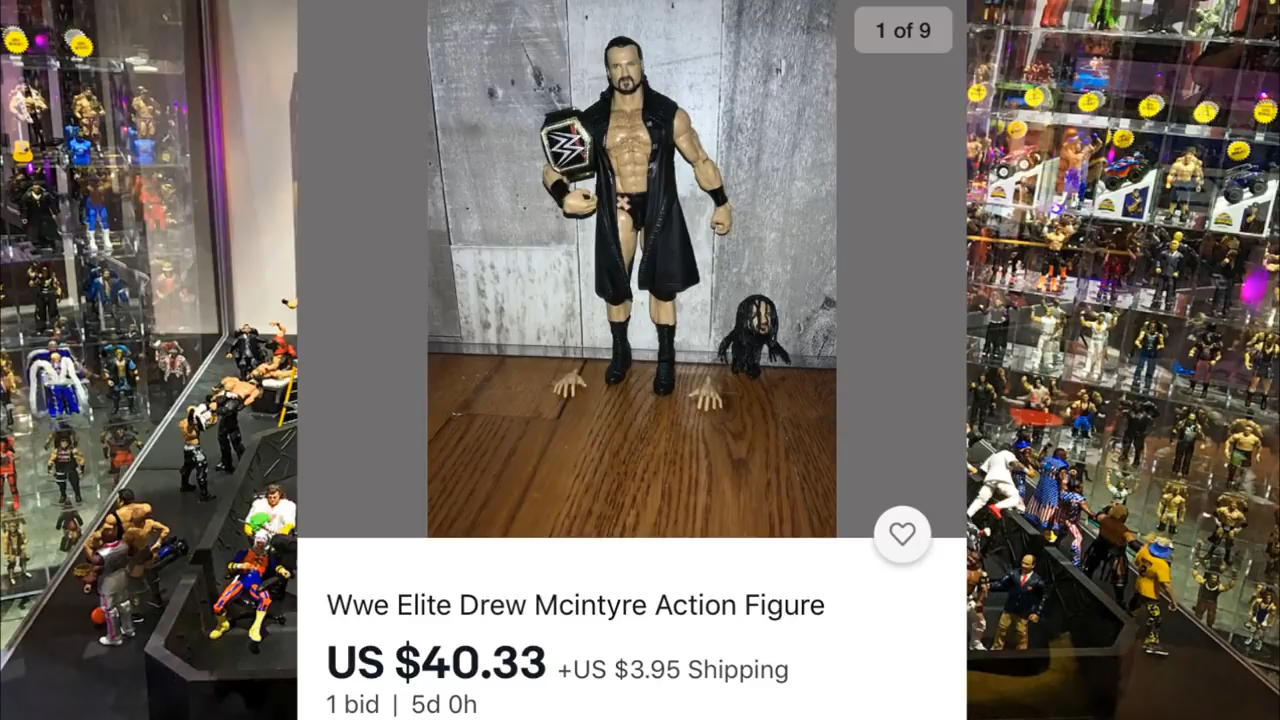 1 of 9
Wwe Elite Drew Mcintyre Action Figure
US $40.33 +US $3.95 Shipping
1 bid | 5d 0h